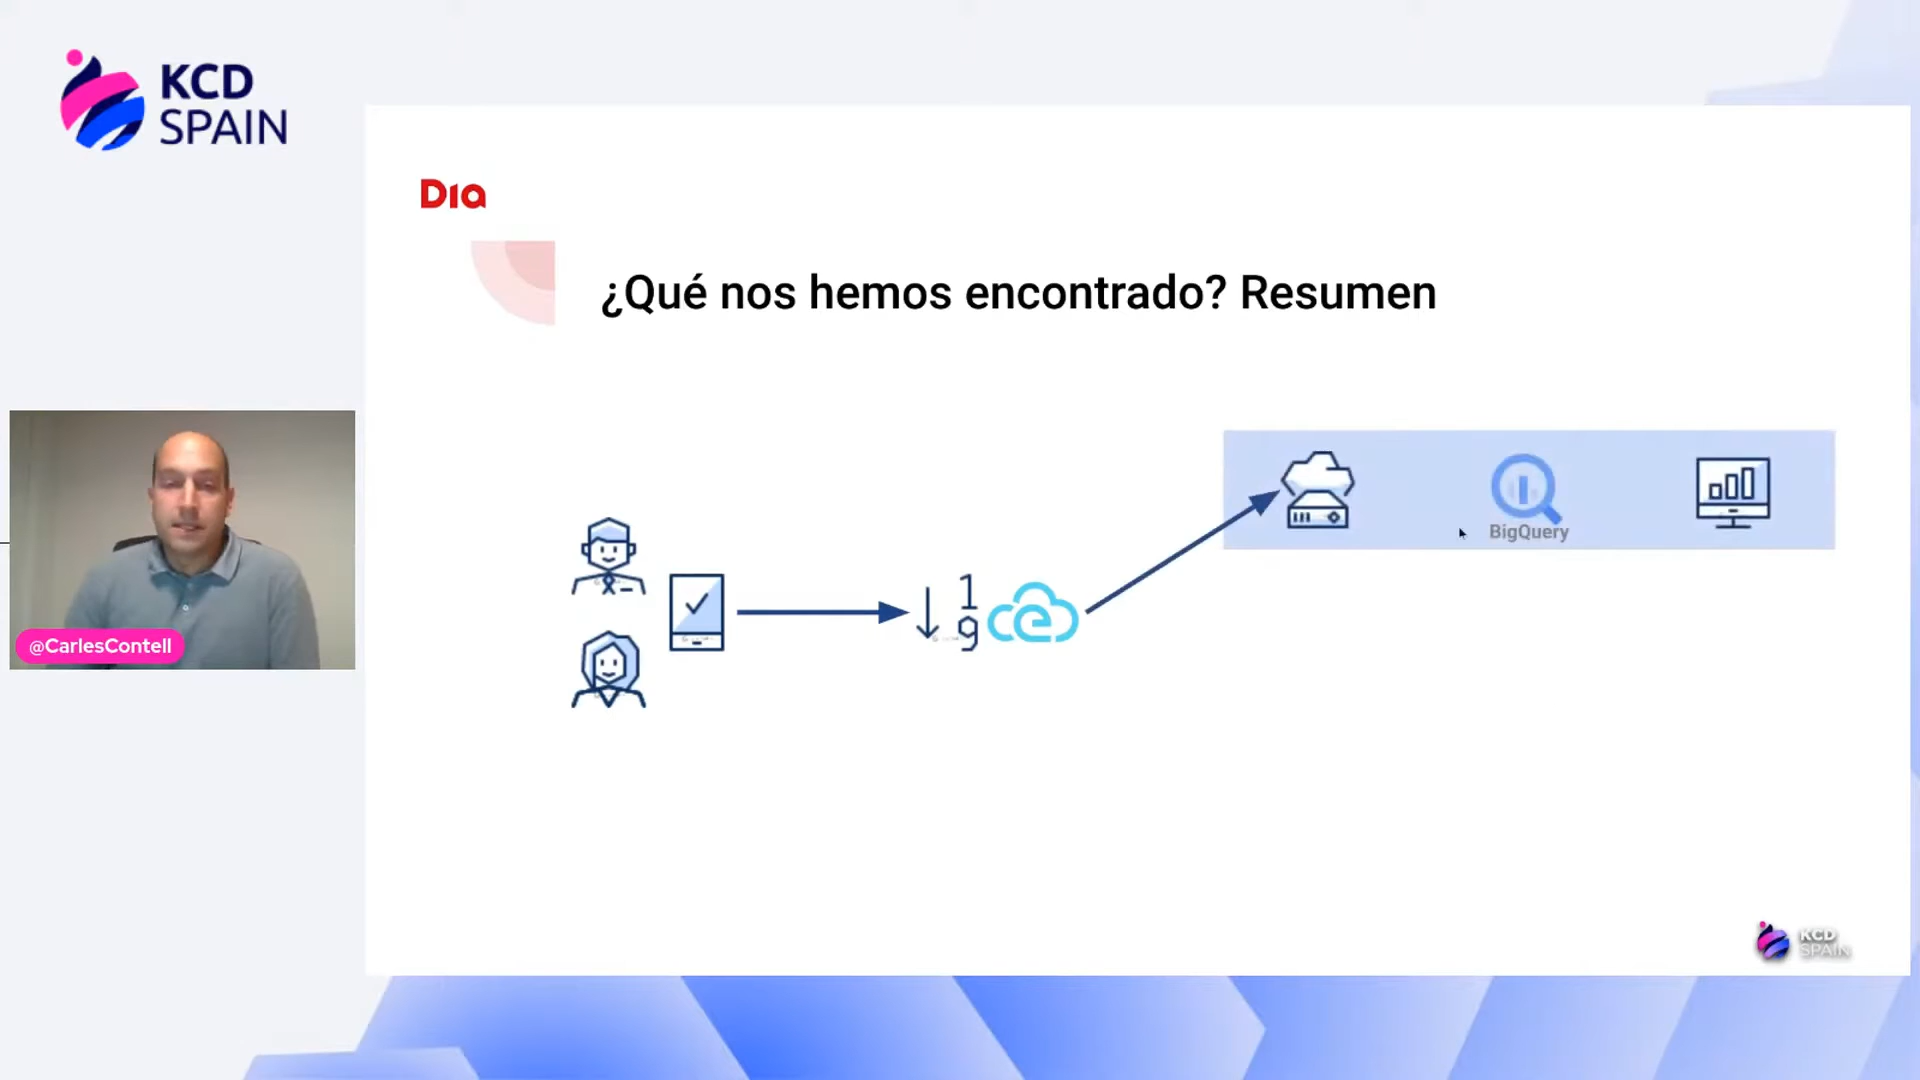 KCD
SPAIN
Dia
¿Qué nos hemos encontrado? Resumen
BigQuery
1
9
@CarlesContell
KCD
SPAIN